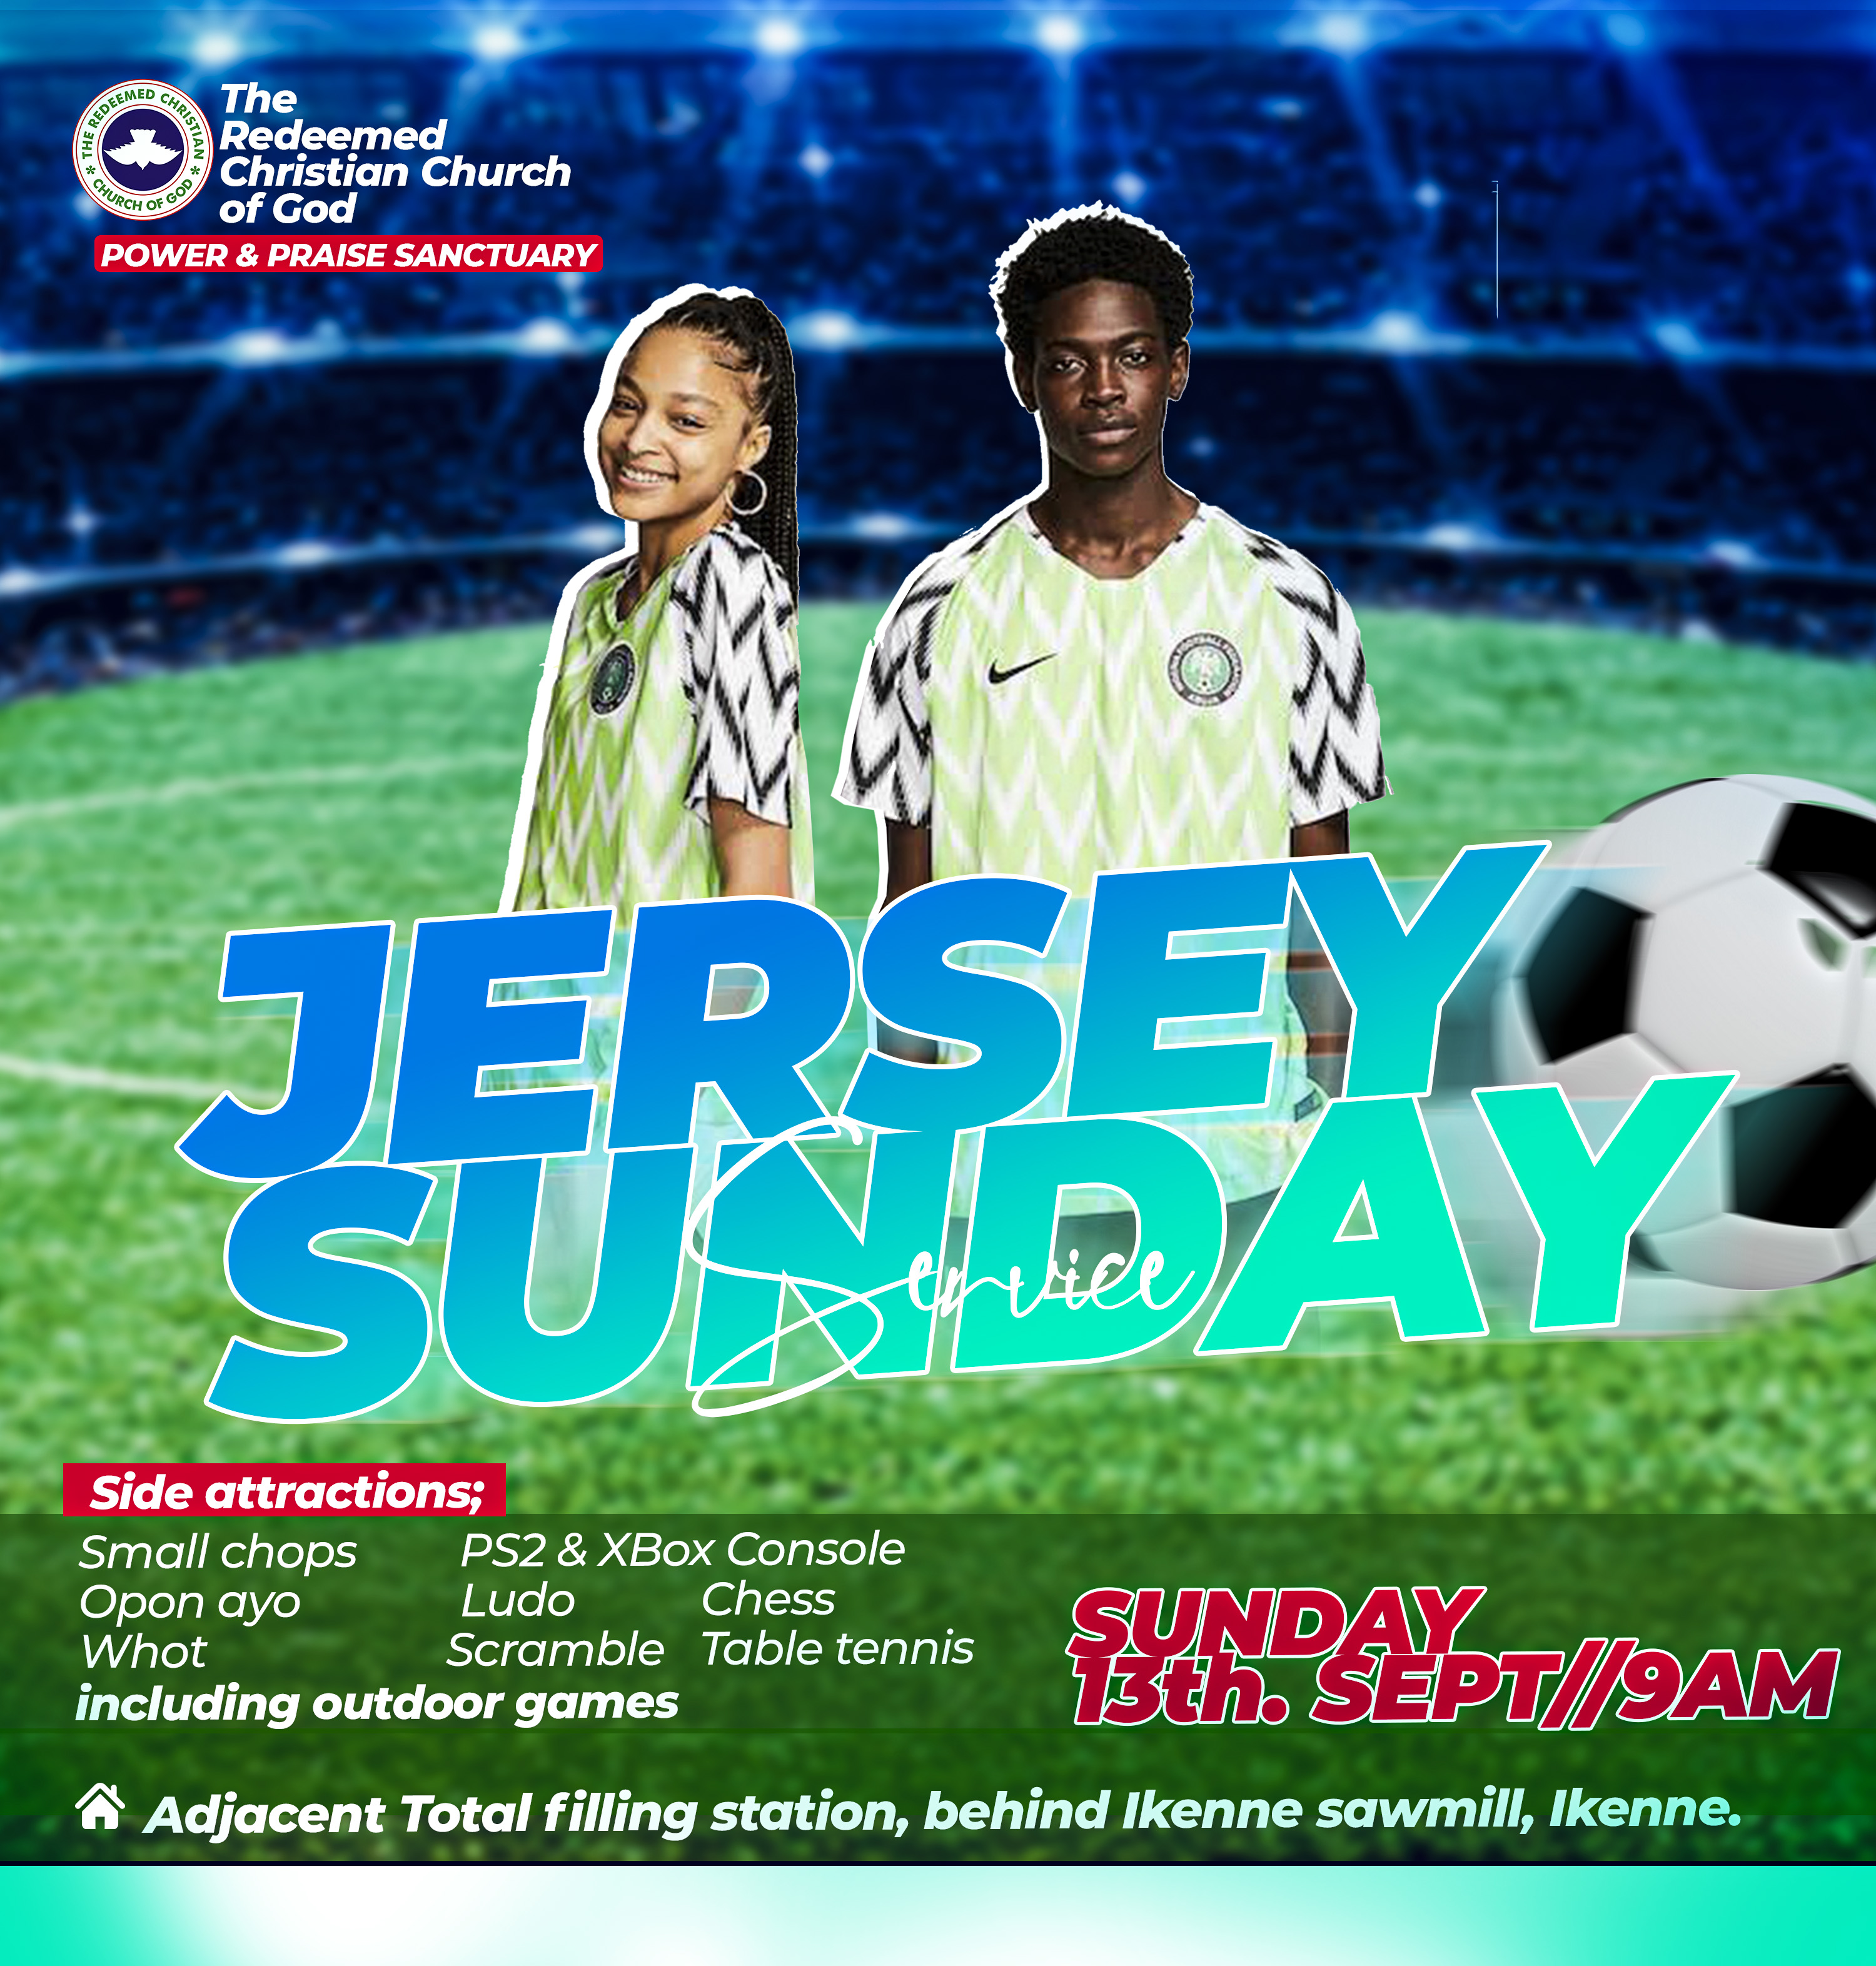 THE REDEEMED CHRISTIAN
* CHURCH OF GOD *
The
Redeemed
Christian Church
of God
POWER & PRAISE SANCTUARY
JERSEY
SUNDAY
Service
Side attractions;
Small chops PS2 & XBox Console
Opon ayo Ludo Chess
Whot Scramble Table tennis
including outdoor games
SUNDAY
13th. SEPT//9AM
Adjacent Total filling station, behind Ikenne sawmill, Ikenne.